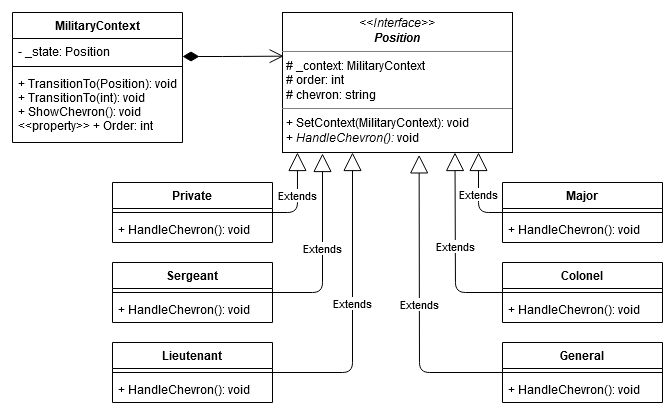 MilitaryContext
- _state: Position
+ TransitionTo(Position): void
+ TransitionTo(int): void
+ ShowChevron(): void
<<property>> + Order: int
<<Interface>>
Position
# _context: MilitaryContext
# order: int
# chevron: string
+ SetContext(MilitaryContext): void
+ HandleChevron(): void
Private
+ HandleChevron(): void
Extends
Sergeant
+ HandleChevron(): void
Extends
Lieutenant
+ HandleChevron(): void
Extends
Major
+ HandleChevron(): void
Extends
Colonel
+ HandleChevron(): void
Extends
General
+ HandleChevron(): void
Extends